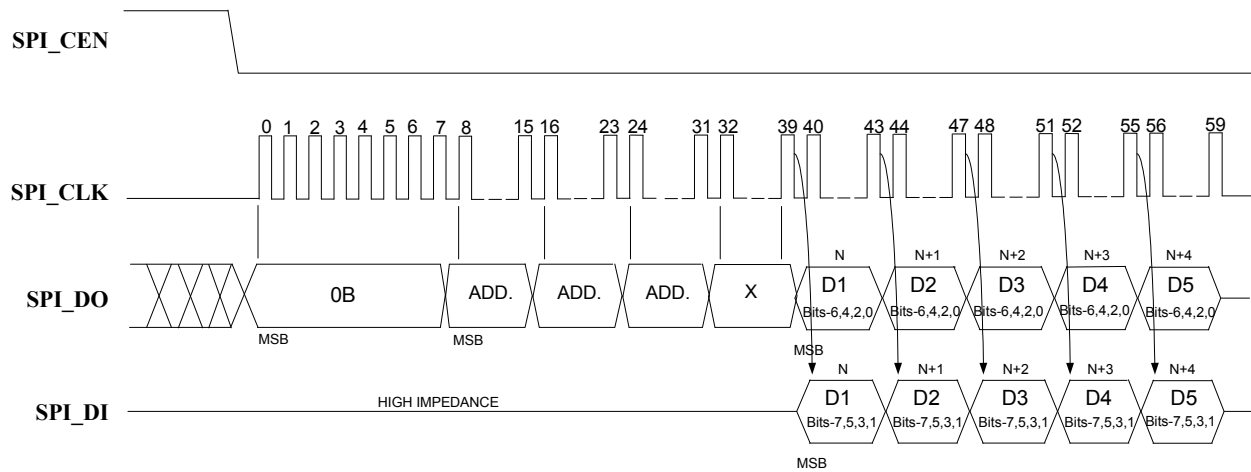 SPI_CEN
0 1 2 3 4 5 6 7 8 15 16 23 24 31 32 39 40 43 44 47 48 51 52 55 56 59
SPI_CLK
N N+1 N+2 N+3 N+4
SPI_DO
0B ADD. ADD. ADD. X D1 D2 D3 D4 D5
Bits-6,4,2,0 Bits-6,4,2,0 Bits-6,4,2,0 Bits-6,4,2,0 Bits-6,4,2,0
MSB MSB MSB
N N+1 N+2 N+3 N+4
SPI_DI
HIGH IMPEDANCE
D1 D2 D3 D4 D5
Bits-7,5,3,1 Bits-7,5,3,1 Bits-7,5,3,1 Bits-7,5,3,1 Bits-7,5,3,1
MSB